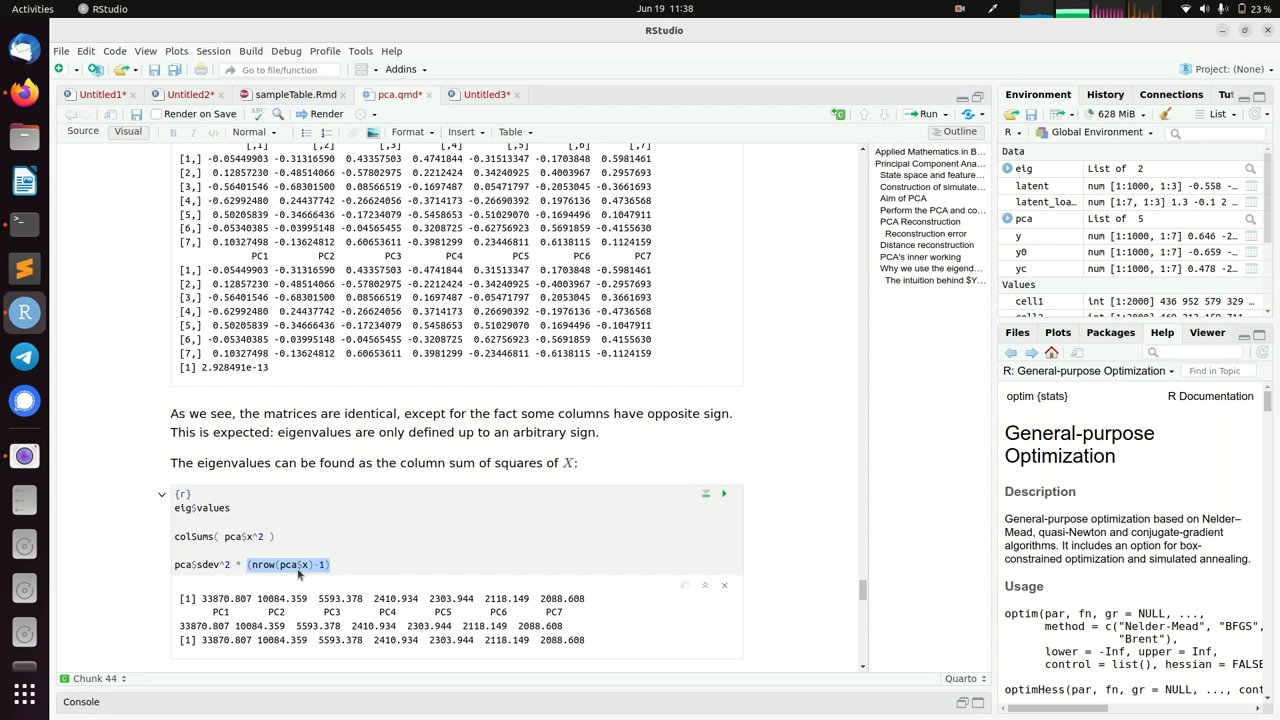 Activities RStudio Jun 19 11:38 23 %
RStudio
File Edit Code View Plots Session Build Debug Profile Tools Help
Go to file/function Addins Project: (None)
Untitled1* Untitled2* sampleTable.Rmd pca.qmd* Untitled3*
Render on Save Render Run
Source Visual B I Normal Format Insert Table Outline
[,1] [,2] [,3] [,4] [,5] [,6] [,7]
[1,] -0.05449903 -0.31316590 0.43357503 0.4741844 -0.31513347 -0.1703848 0.5981461
[2,] 0.12857230 -0.48514066 -0.57802975 0.2212424 0.34240925 0.4003967 0.2957693
[3,] -0.56401546 -0.68301500 0.08566519 -0.1697487 0.05471797 -0.2053045 -0.3661693
[4,] -0.62992480 0.24437742 -0.26624056 -0.3714173 -0.26690392 0.1976136 -0.4736568
[5,] 0.50205839 -0.34666436 -0.17234079 -0.5458653 -0.51029070 -0.1694496 0.1047911
[6,] -0.05340385 -0.03995148 -0.04565455 0.3208725 -0.62756923 0.5691859 -0.4155630
[7,] 0.10327498 -0.13624812 0.60653611 -0.3981299 0.23446811 0.6138115 0.1124159
PC1 PC2 PC3 PC4 PC5 PC6 PC7
[1,] -0.05449903 -0.31316590 0.43357503 -0.4741844 0.31513347 0.1703848 -0.5981461
[2,] 0.12857230 -0.48514066 -0.57802975 -0.2212424 -0.34240925 -0.4003967 -0.2957693
[3,] -0.56401546 -0.68301500 0.08566519 0.1697487 -0.05471797 0.2053045 0.3661693
[4,] -0.62992480 0.24437742 -0.26624056 0.3714173 0.26690392 -0.1976136 0.4736568
[5,] 0.50205839 -0.34666436 -0.17234079 0.5458653 0.51029070 0.1694496 -0.1047911
[6,] -0.05340385 -0.03995148 -0.04565455 -0.3208725 0.62756923 -0.5691859 0.4155630
[7,] 0.10327498 -0.13624812 0.60653611 0.3981299 -0.23446811 -0.6138115 -0.1124159
[1] 2.928491e-13
As we see, the matrices are identical, except for the fact some columns have opposite sign.
This is expected: eigenvalues are only defined up to an arbitrary sign.
The eigenvalues can be found as the column sum of squares of X:
{r}
eig$values
colSums( pca$x^2 )
pca$sdev^2 * (nrow(pca$x)-1)
[1] 33870.807 10084.359 5593.378 2410.934 2303.944 2118.149 2088.608
PC1 PC2 PC3 PC4 PC5 PC6 PC7
33870.807 10084.359 5593.378 2410.934 2303.944 2118.149 2088.608
[1] 33870.807 10084.359 5593.378 2410.934 2303.944 2118.149 2088.608
Chunk 44 Quarto
Console
Applied Mathematics in B...
Principal Component Ana...
State space and feature...
Construction of simulate...
Aim of PCA
Perform the PCA and co...
PCA Reconstruction
Reconstruction error
Distance reconstruction
PCA's inner working
Why we use the eigend...
The intuition behind $Y...
Environment History Connections Tut
628 MiB List
R Global Environment
Data
eig List of 2
latent num [1:1000, 1:3] -0.558 -...
latent_loa... num [1:7, 1:3] 1.3 -0.1 2 .
pca List of 5
y num [1:1000, 1:7] 0.646 -2...
y0 num [1:1000, 1:7] -0.659 -...
yc num [1:1000, 1:7] 0.478 -2...
Values
cell1 int [1:2000] 436 952 579 329 ...
Files Plots Packages Help Viewer
R: General-purpose Optimization Find in Topic
optim {stats} R Documentation
General-purpose
Optimization
Description
General-purpose optimization based on Nelder–
Mead, quasi-Newton and conjugate-gradient
algorithms. It includes an option for box-
constrained optimization and simulated annealing.
Usage
optim(par, fn, gr = NULL, ...,
method = c("Nelder-Mead", "BFGS",
"Brent"),
lower = -Inf, upper = Inf,
control = list(), hessian = FALSE
optimHess(par, fn, gr = NULL, ..., cont